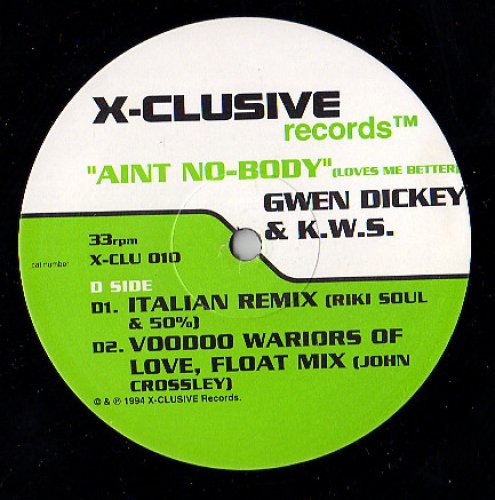 X-CLUSIVE
records™
"AINT NO-BODY" (LOVES ME BETTER)
GWEN DICKEY
& K.W.S.
33rpm
cat number X-CLU 010
D SIDE
D1. ITALIAN REMIX (RIKI SOUL
& 50%)
D2. VOODOO WARIORS OF
LOVE, FLOAT MIX (JOHN
CROSSLEY)
© & ℗ 1994 X-CLUSIVE Records.